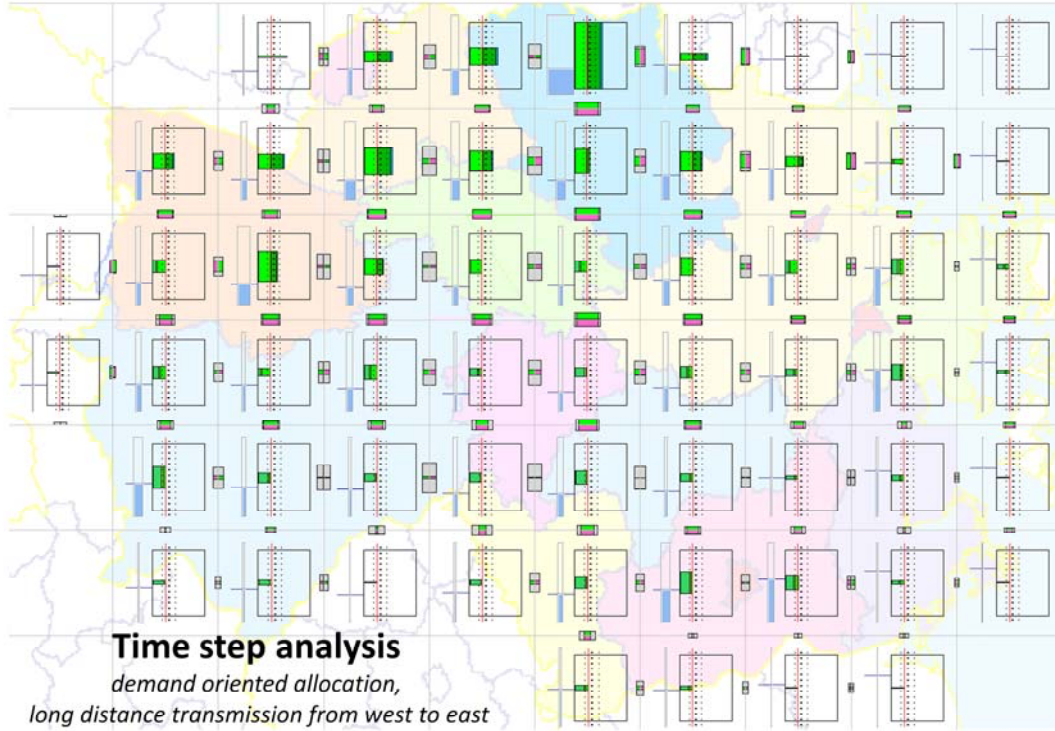 Time step analysis
demand oriented allocation,
long distance transmission from west to east